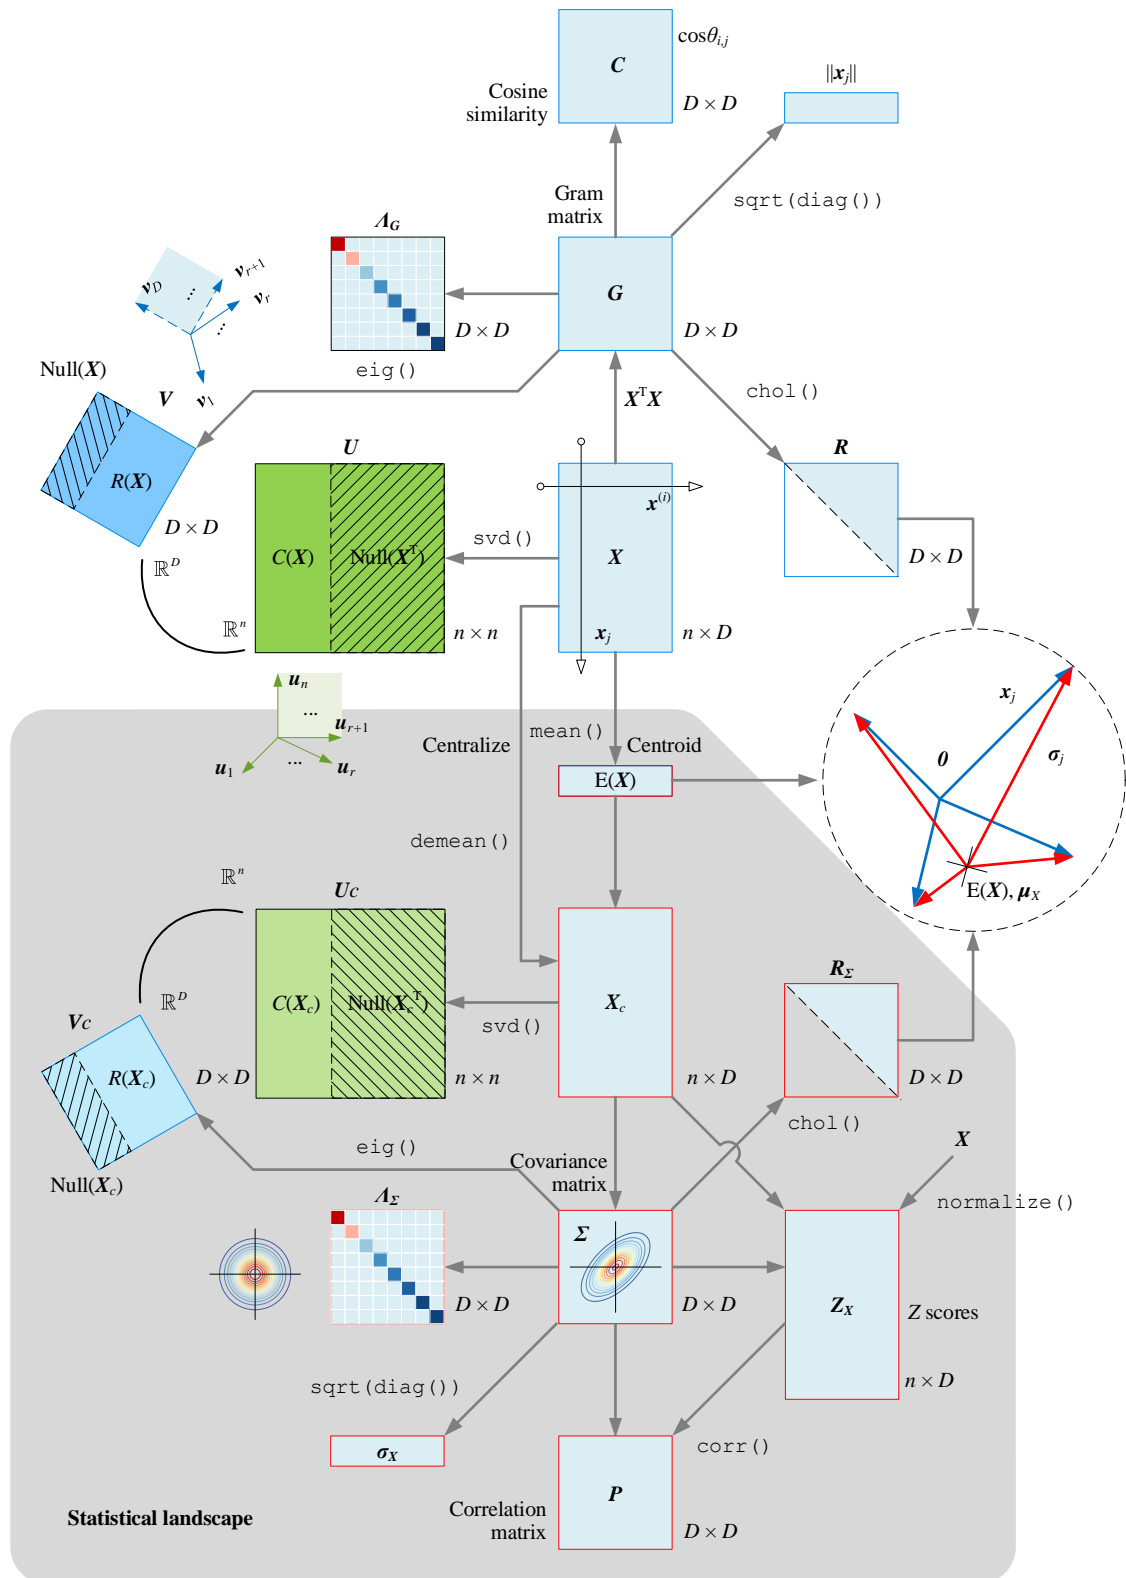 C
cosθi,j
Cosine
similarity
D × D
||xj||
Gram
matrix
sqrt(diag())
ΛG
G
D × D
D × D
eig()
vD
...
vr+1
vr
...
v1
Null(X)
V
R(X)
D × D
XᵀX
chol()
U
C(X)
Null(Xᵀ)
n × n
svd()
x(i)
X
xj
n × D
R
D × D
ℝD
ℝn
un
...
ur+1
u1
...
ur
Centralize
mean()
Centroid
E(X)
demean()
xj
0
σj
E(X), μX
ℝn
ℝD
Uc
C(Xc)
Null(Xcᵀ)
n × n
svd()
Xc
n × D
RΣ
D × D
chol()
Vc
R(Xc)
D × D
Null(Xc)
eig()
Covariance
matrix
X
normalize()
ΛΣ
D × D
Σ
D × D
ZX
Z scores
n × D
sqrt(diag())
σX
corr()
Correlation
matrix
P
D × D
Statistical landscape